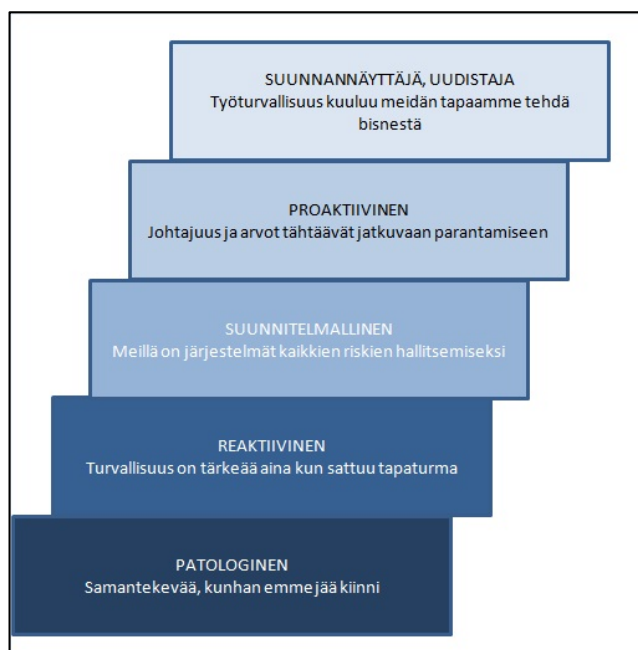 SUUNNANNÄYTTÄJÄ, UUDISTAJA
Työturvallisuus kuuluu meidän tapaamme tehdä
bisnestä
PROAKTIIVINEN
Johtajuus ja arvot tähtäävät jatkuvaan parantamiseen
SUUNNITELMALLINEN
Meillä on järjestelmät kaikkien riskien hallitsemiseksi
REAKTIIVINEN
Turvallisuus on tärkeää aina kun sattuu tapaturma
PATOLOGINEN
Samantekevää, kunhan emme jää kiinni